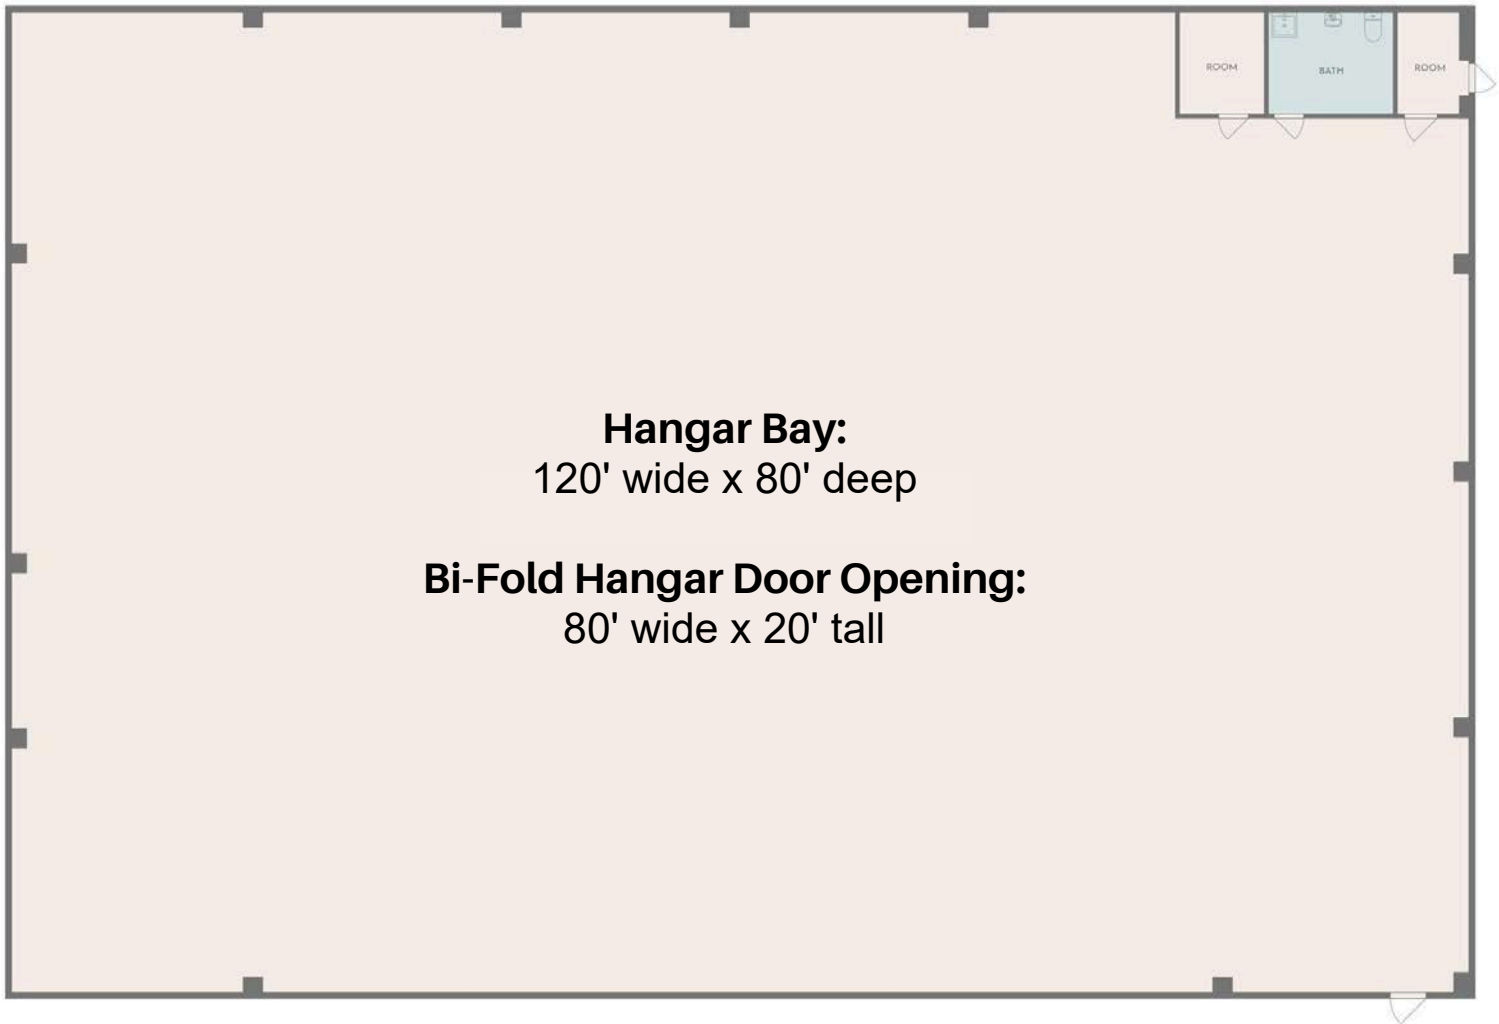 ROOM
BATH
ROOM
Hangar Bay:
120' wide x 80' deep
Bi-Fold Hangar Door Opening:
80' wide x 20' tall